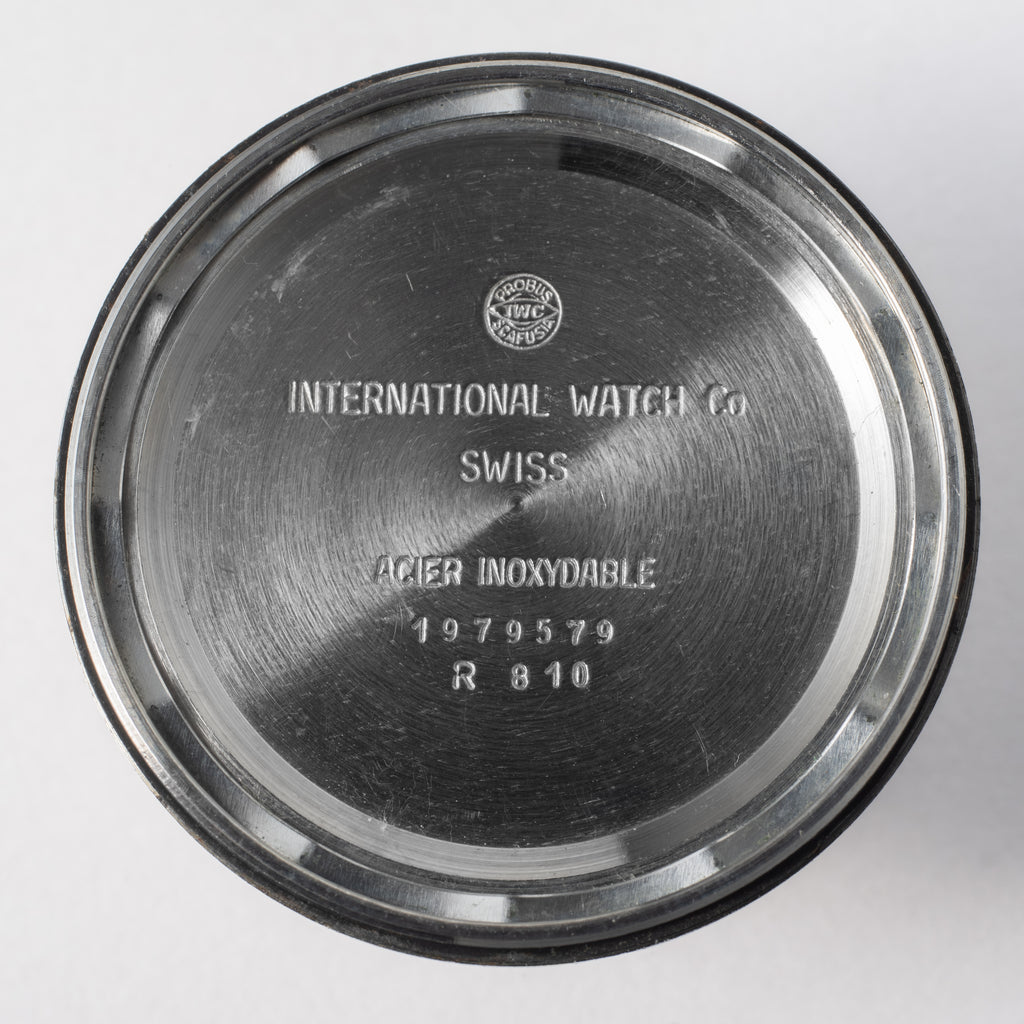 PROBUS
IWC
SCAFUSIA
INTERNATIONAL WATCH Co
SWISS
ACIER INOXYDABLE
1979579
R 810